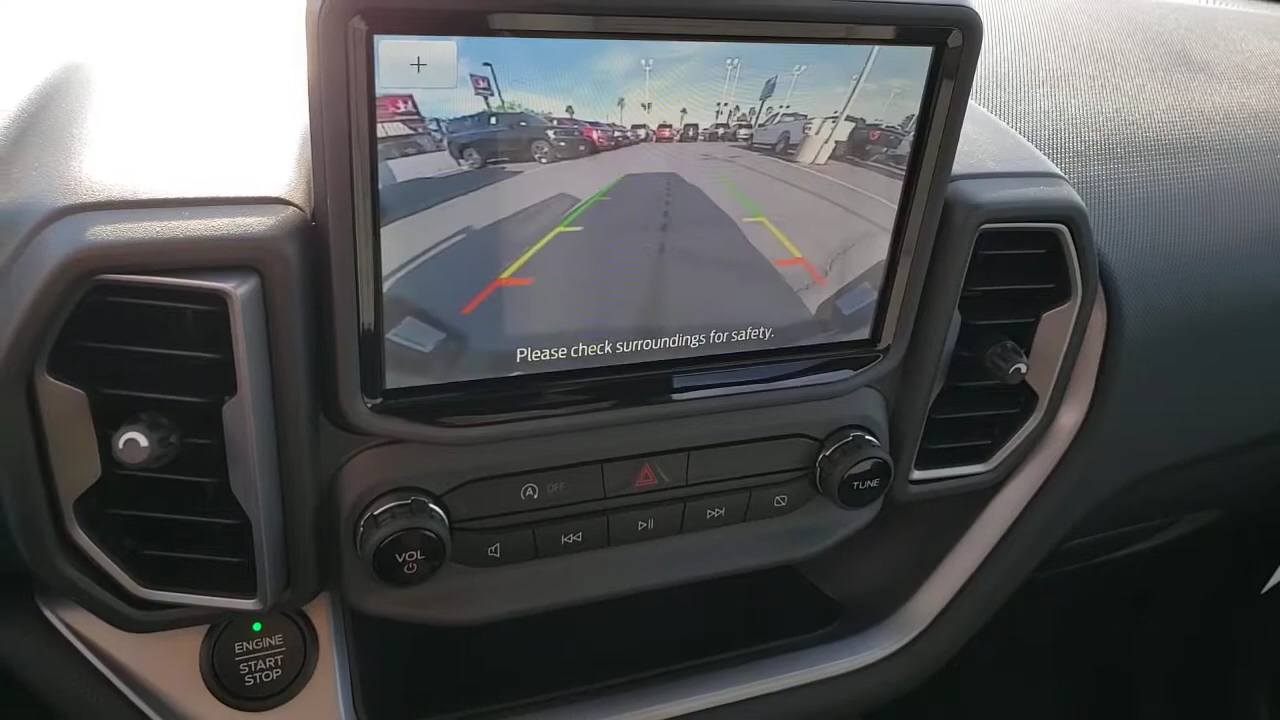 +
Please check surroundings for safety.
A OFF
TUNE
VOL
ENGINE
START
STOP